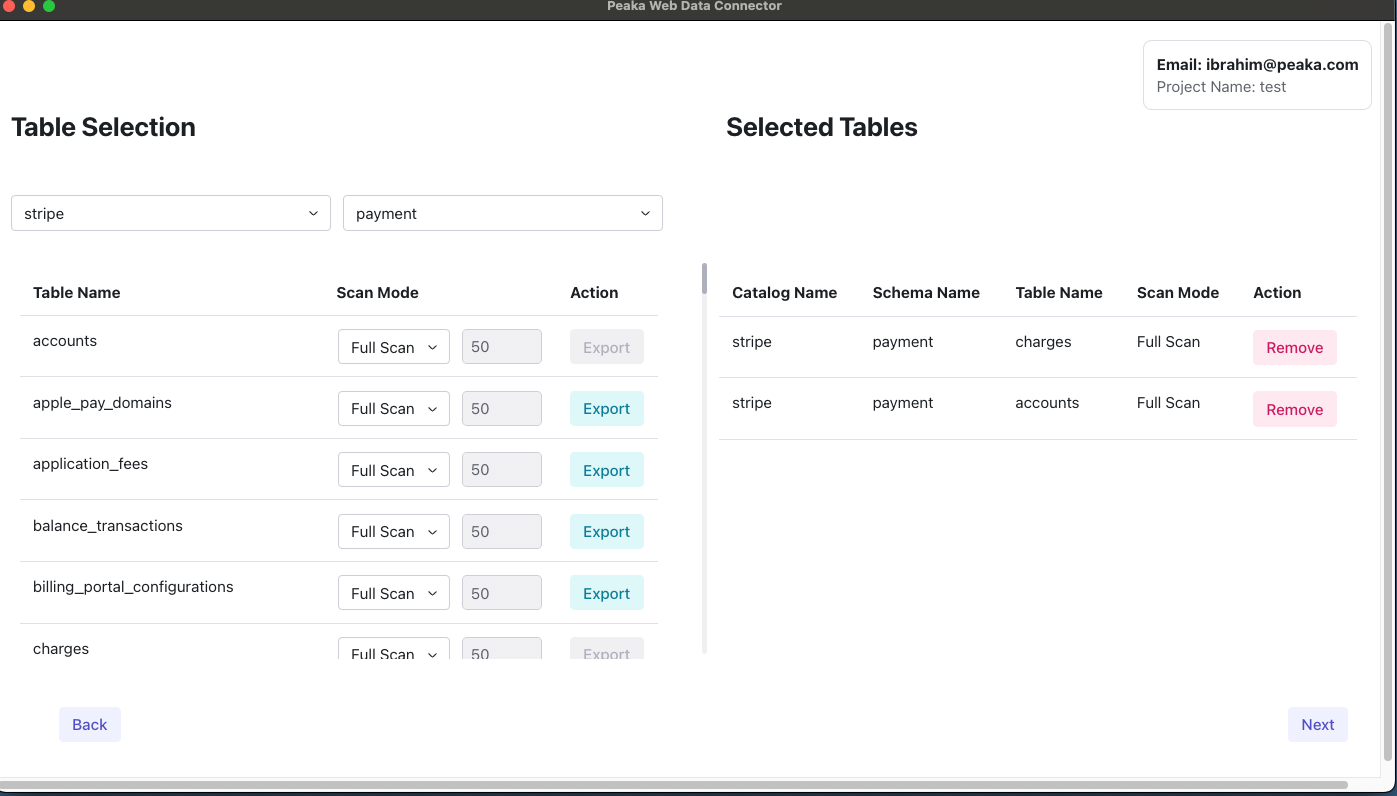 Peaka Web Data Connector
Email: ibrahim@peaka.com
Project Name: test
Table Selection
stripe
payment
Table Name Scan Mode Action
accounts Full Scan 50 Export
apple_pay_domains Full Scan 50 Export
application_fees Full Scan 50 Export
balance_transactions Full Scan 50 Export
billing_portal_configurations Full Scan 50 Export
charges Full Scan 50 Export
Selected Tables
Catalog Name Schema Name Table Name Scan Mode Action
stripe payment charges Full Scan Remove
stripe payment accounts Full Scan Remove
Back
Next